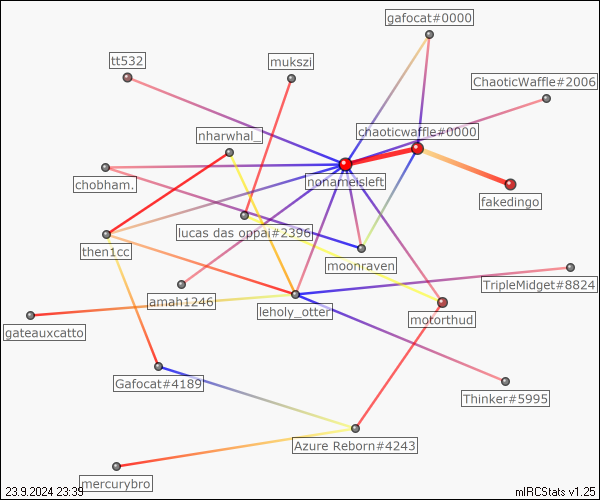 gafocat#0000
tt532
mukszi
ChaoticWaffle#2006
nharwhal_
chaoticwaffle#0000
chobham.
nonameisleft
fakedingo
lucas das oppai#2396
then1cc
moonraven
TripleMidget#8824
amah1246
leholy_otter
motorthud
gateauxcatto
Gafocat#4189
Thinker#5995
Azure Reborn#4243
mercurybro
23.9.2024 23:39
mIRCStats v1.25